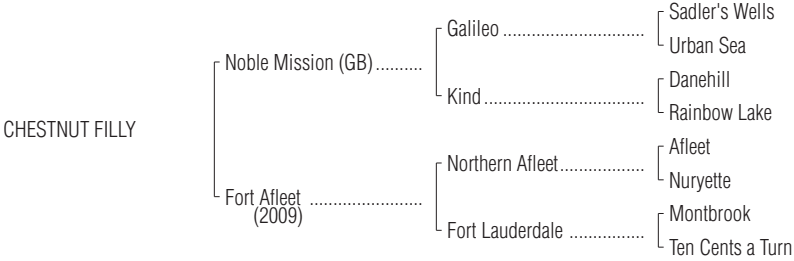 Sadler's Wells
Galileo ..............................
Urban Sea
Noble Mission (GB)..........
Danehill
Kind..................................
Rainbow Lake
CHESTNUT FILLY
Afleet
Northern Afleet..................
Nuryette
Fort Afleet ........................
(2009)
Montbrook
Fort Lauderdale ................
Ten Cents a Turn